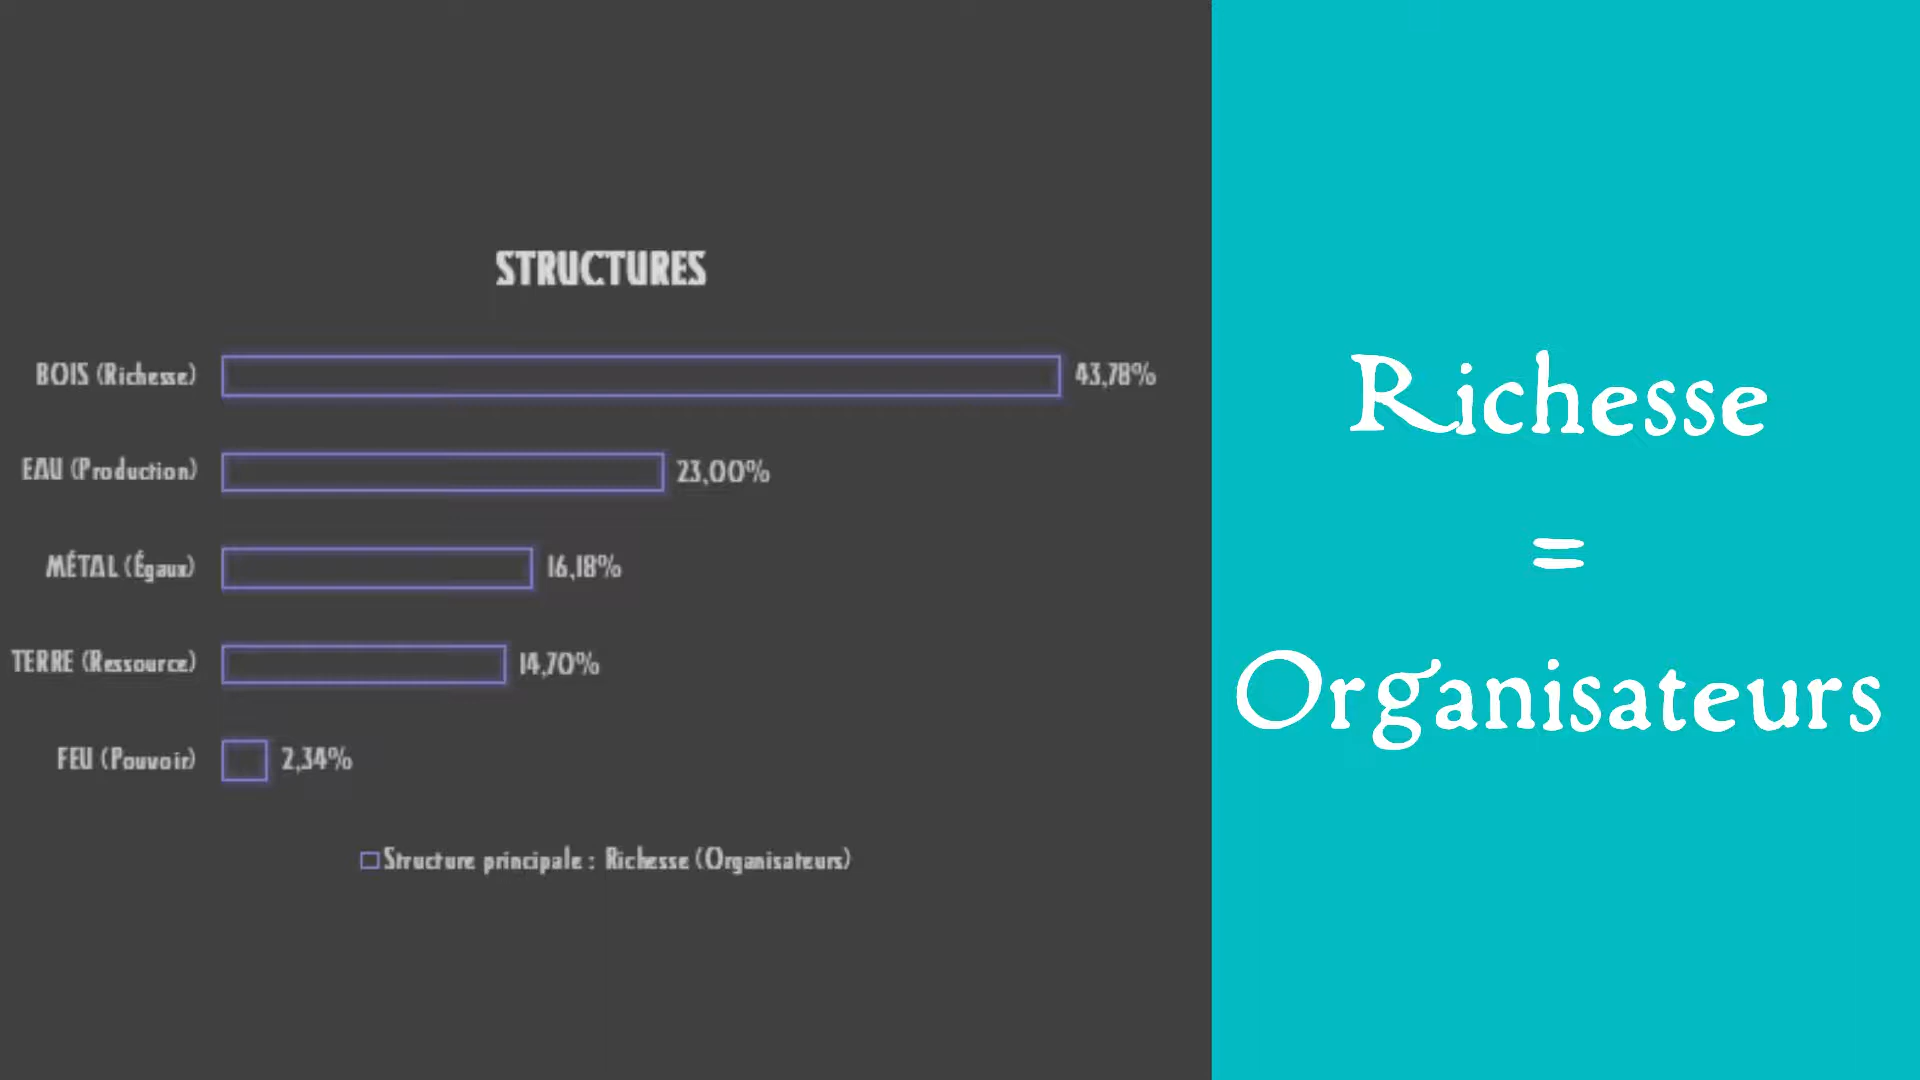 STRUCTURES
BOIS (Richesse) 43,78%
EAU (Production) 23,00%
MÉTAL (Égaux) 16,18%
TERRE (Ressource) 14,70%
FEU (Pouvoir) 2,34%
Structure principale : Richesse (Organisateurs)
Richesse
=
Organisateurs